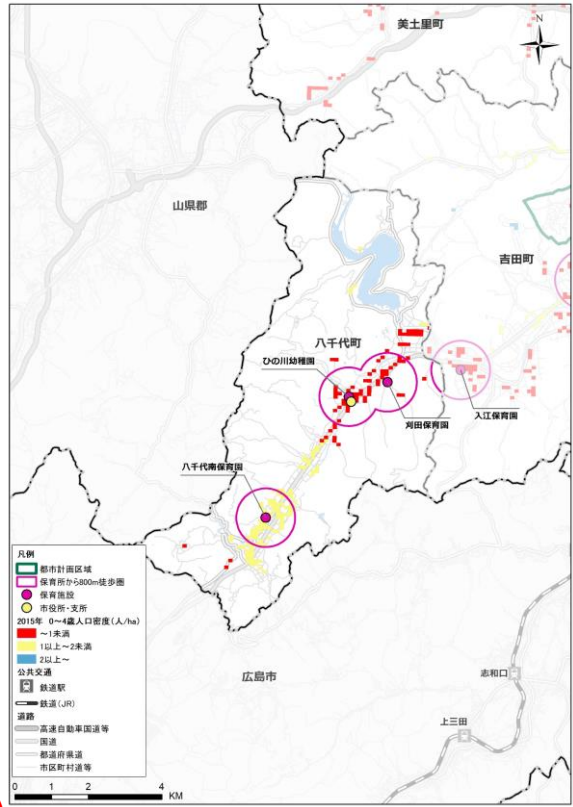 美土里町
N
山県郡
吉田町
八千代町
ひの川幼稚園
入江保育園
刈田保育園
八千代南保育園
凡例
都市計画区域
保育所から800m徒歩圏
保育施設
市役所・支所
2015年 0～4歳人口密度(人/ha)
～1未満
1以上～2未満
2以上～
公共交通
鉄道駅
鉄道(JR)
道路
高速自動車国道等
国道
都道府県道
市区町村道等
広島市
志和口
上三田
0 1 2 4
KM